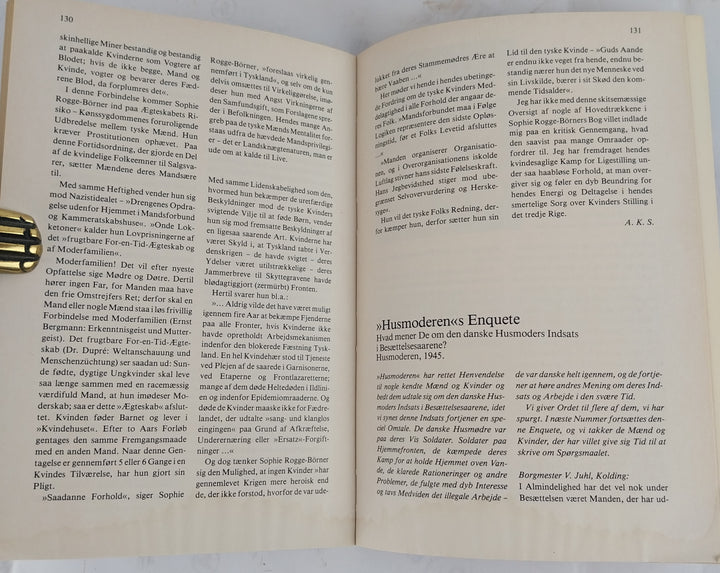 130
skinhellige Miner bestandig og bestandig
at paakalde Kvinderne som Vogtere af
Blodet; hvis de ikke begge, Mand og
Kvinde, vogter og bevarer deres Fæd-
rene Blod, da forplumres det«.
I denne Forbindelse kommer Sophie
Rogge-Börner ind paa Ægteskabets Ri-
siko – Kønssygdommenes foruroligende
Udbredelse mellem tyske Mænd. Hun
kræver Prostitutionen ophævet. Paa
denne Fortidsordning, der gjorde en Del
af de kvindelige Folkeemner til Salgsva-
rer, sætter Mændene deres Mandsære
til.
Med samme Heftighed vender hun sig
mod Naziidealet – »Drengenes Opdra-
gelse udenfor Hjemmet i Mandsforbund
og Kammeratskabshuse«. »Onde Lok-
ketoner« kalder hun Lovprisningerne af
det »frugtbare For-en-Tid-Ægteskab og
af Moderfamilien«.
Moderfamilien! Det vil efter nyeste
Opfattelse sige Mødre og Døtre. Dertil
hører ingen Far, for Manden maa have
den frie Omstrejfers Ret; derfor skal en
Mand eller nogle Mænd staa i løs frivillig
Forbindelse med Moderfamilien (Ernst
Bergmann: Erkenntnisgeist und Mutter-
geist). Det frugtbare For-en-Tid-Ægte-
skab (Dr. Dupré: Weltanschauung und
Menschenzüchtung) ser saadan ud: Sun-
de fødte, dygtige Ungkvinder skal leve
saa længe sammen med en racemæssig
værdifuld Mand, at hun imødeser Mo-
derskab; saa er dette »Ægteskab« afslut-
tet. Kvinden føder Barnet og lever i
»Kvindehuset«. Efter to Aars Forløb
gentages den samme Fremgangsmaade
med en anden Mand. Naar denne Gen-
tagelse er gennemført 5 eller 6 Gange i en
Kvindes Tilværelse, har hun gjort sin
Pligt.
»Saadanne Forhold«, siger Sophie
Rogge-Börner, »foreslaas virkelig gen-
nemført i Tyskland«, og selv om de kun
delvis omsættes til Virkeliggørelse, imø-
deser hun med Angst Virkningerne af
den Samfundsgift, som Forslagene spre-
der i Befolkningen. Hendes mange An-
greb paa de tyske Mænds Mentalitet for-
staas udfra de hævdede Mandsprivilegi-
er – det er Landsknægtenaturen, man er
ude om at kalde til Live.
Med samme Lidenskabelighed som den,
hvormed hun bekæmper de uretfærdige
Beskyldninger mod de tyske Kvinders
svigtende Vilje til at føde Børn, vender
hun sig mod fremsatte Beskyldninger af
en ligesaa saarende Art. Kvinderne har
været Skyld i, at Tyskland tabte i Ver-
denskrigen – de havde svigtet – deres
Ydelser været utilstrækkelige – deres
Jammerbreve til Skyttegravene havde
blødagtiggjort (zermürbt) Fronten.
Hertil svarer hun bl.a.:
»... Aldrig vilde det have været muligt
igennem fire Aar at bekæmpe Fjenderne
paa alle Fronter, hvis Kvinderne ikke
havde opretholdt Arbejdsmekanismen
indenfor den blokerede Fæstning Tysk-
land. En hel Kvindehær stod til Tjeneste
ved Plejen af de saarede i Garnisonerne,
ved Etaperne og Frontlazaretterne;
mange af dem døde Heltedøden i Ildlini-
en og indenfor Epidemiomraaderne. Og
døde de Kvinder maaske ikke for Fædre-
landet, der udtalte »sang- und klanglos
eingingen« paa Grund af Afkræftelse,
Underernæring eller »Ersatz«-Forgift-
ninger ...«
Og dog tænker Sophie Rogge-Börner
sig den Mulighed, at ingen Kvinder »har
gennemlevet Krigen mere heroisk end
de, der ikke forstod, hvorfor de var ude-
131
lukket fra deres Stammemødres Ære at
bære Vaaben ...«
Her møder vi hendes hendes ubetinge-
de Fordring om de tyske Kvinders Med-
delagtighed i alle Forhold der angaar de-
res Folk. »Mandsforbundet maa i Følge
Logiken repræsentere den sidste Opløs-
ningstid, før et Folks Levetid afsluttes
...
»Manden organiserer Organisatio-
nen, og i Overorganisationens iskolde
Luftlag stivner hans sidste Følelseskraft.
Hans Jegbevidsthed stiger mod ube-
grænset Selvovervurdering og Herske-
syge«.
Hun vil det tyske Folks Redning, der-
for kæmper hun, derfor sætter hun sin
Lid til den tyske Kvinde – »Guds Aande
er endnu ikke veget fra hende, endnu be-
standig nærer hun det nye Menneske ved
sin Livskilde, bærer i sit Skød den kom-
mende Tidsalder«.
Jeg har ikke med denne skitsemæssige
Oversigt af nogle af Hovedtrækkene i
Sophie Rogge-Börners Bog villet indlade
mig paa en kritisk Gennemgang, hvad
den saavist paa mange Omraader opfor-
drer til. Jeg har fremdraget hendes
kvindesaglige Kamp for Ligestilling un-
der saa haabløse Forhold, at man over-
giver sig og føler en dyb Beundring for
hendes Energi og Deltagelse i hendes
smertelige Sorg over Kvinders Stilling i
det tredje Rige.
A. K. S.
»Husmoderen«s Enquete
Hvad mener De om den danske Husmoders Indsats
i Besættelsesaarene?
Husmoderen, 1945.
»Husmoderen« har rettet Henvendelse
til nogle kendte Mænd og Kvinder og
bedt dem udtale sig om den danske Hus-
moders Indsats i Besættelsesaarene, idet
vi synes denne Indsats fortjener en spe-
ciel Omtale. De danske Husmødre var
paa deres Vis Soldater. Soldater paa
Hjemmefronten, de kæmpede deres
Kamp for at holde Hjemmet oven Van-
de, de klarede Rationeringer og andre
Problemer, de fulgte med dyb Interesse
og tavs Medviden det illegale Arbejde –
de var danske helt igennem, og de fortje-
ner at høre andres Mening om deres Ind-
sats og Arbejde i den svære Tid.
Vi giver Ordet til flere af dem, vi har
spurgt. I næste Nummer fortsættes den-
ne Enquete, og vi takker de Mænd og
Kvinder, der har villet give sig Tid til at
skrive om Spørgsmaalet.
Borgmester V. Juhl, Kolding:
I Almindelighed har det vel nok under
Besættelsen været Manden, der har ud-